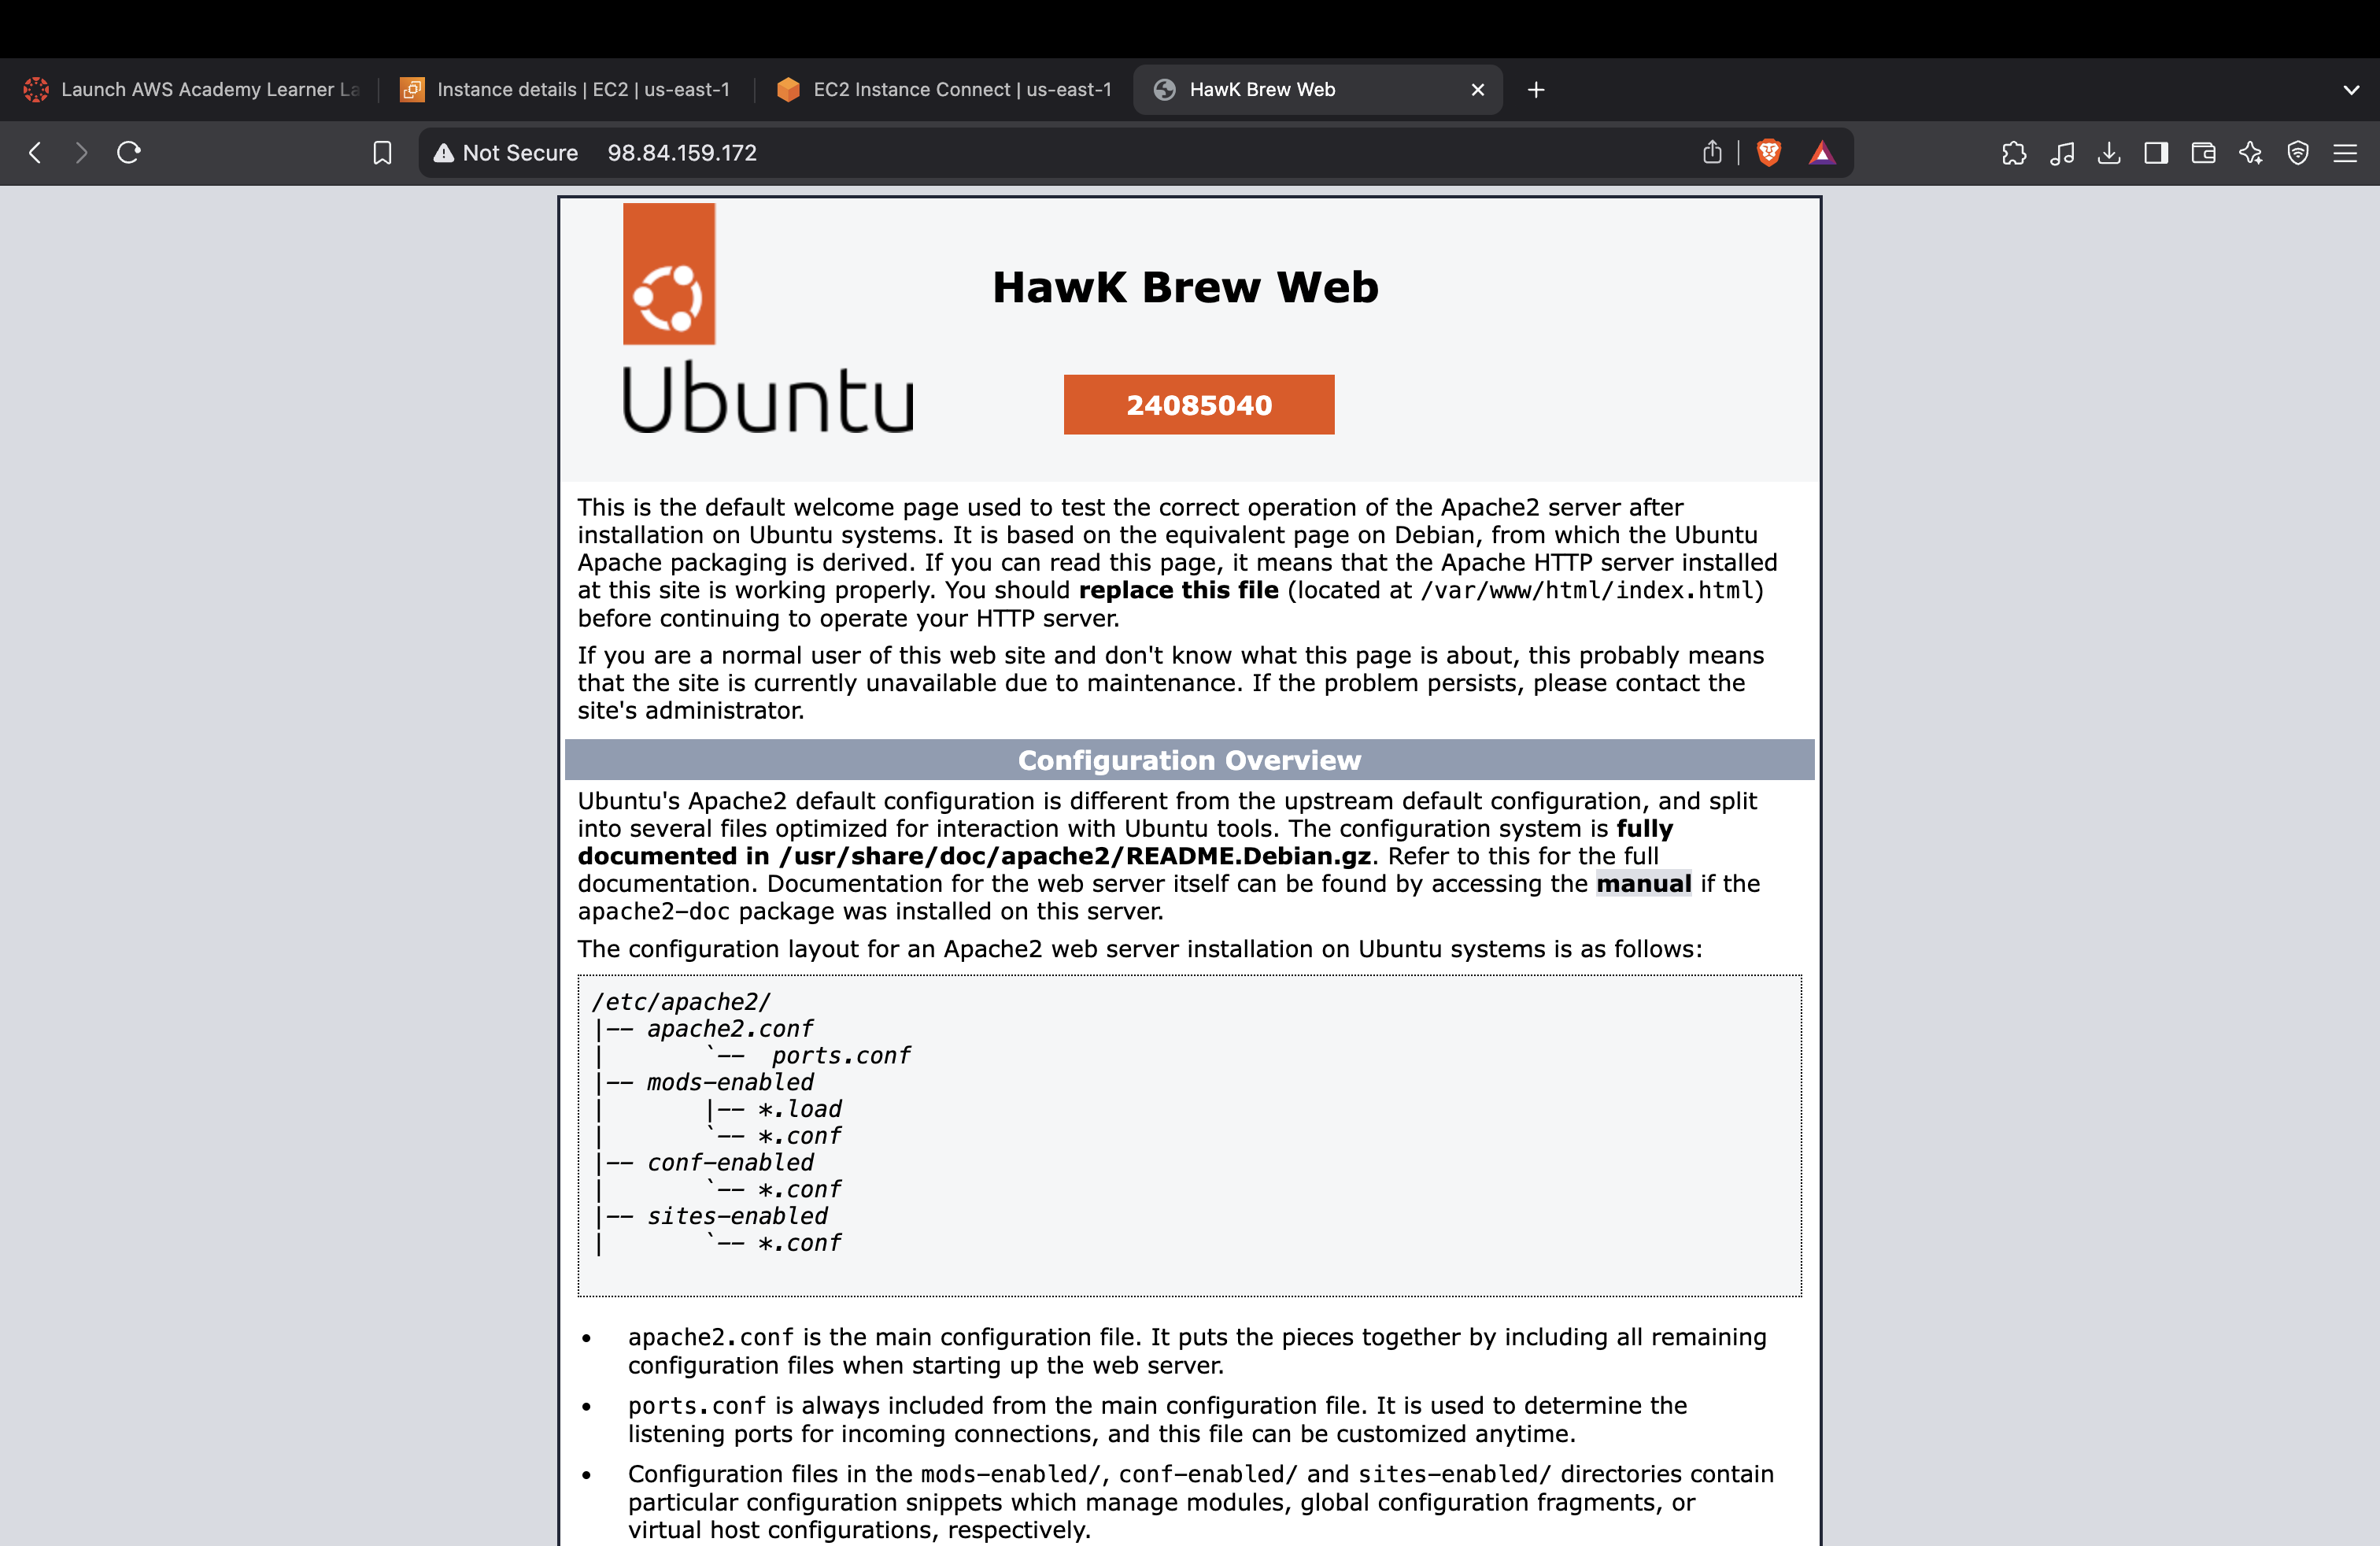 Launch AWS Academy Learner La
Instance details | EC2 | us-east-1
EC2 Instance Connect | us-east-1
HawK Brew Web
Not Secure 98.84.159.172
HawK Brew Web
Ubuntu
24085040
This is the default welcome page used to test the correct operation of the Apache2 server after
installation on Ubuntu systems. It is based on the equivalent page on Debian, from which the Ubuntu
Apache packaging is derived. If you can read this page, it means that the Apache HTTP server installed
at this site is working properly. You should replace this file (located at /var/www/html/index.html)
before continuing to operate your HTTP server.
If you are a normal user of this web site and don't know what this page is about, this probably means
that the site is currently unavailable due to maintenance. If the problem persists, please contact the
site's administrator.
Configuration Overview
Ubuntu's Apache2 default configuration is different from the upstream default configuration, and split
into several files optimized for interaction with Ubuntu tools. The configuration system is fully
documented in /usr/share/doc/apache2/README.Debian.gz. Refer to this for the full
documentation. Documentation for the web server itself can be found by accessing the manual if the
apache2-doc package was installed on this server.
The configuration layout for an Apache2 web server installation on Ubuntu systems is as follows:
/etc/apache2/
|-- apache2.conf
|       `--  ports.conf
|-- mods-enabled
|       |-- *.load
|       `-- *.conf
|-- conf-enabled
|       `-- *.conf
|-- sites-enabled
|       `-- *.conf
• apache2.conf is the main configuration file. It puts the pieces together by including all remaining
configuration files when starting up the web server.
• ports.conf is always included from the main configuration file. It is used to determine the
listening ports for incoming connections, and this file can be customized anytime.
• Configuration files in the mods-enabled/, conf-enabled/ and sites-enabled/ directories contain
particular configuration snippets which manage modules, global configuration fragments, or
virtual host configurations, respectively.